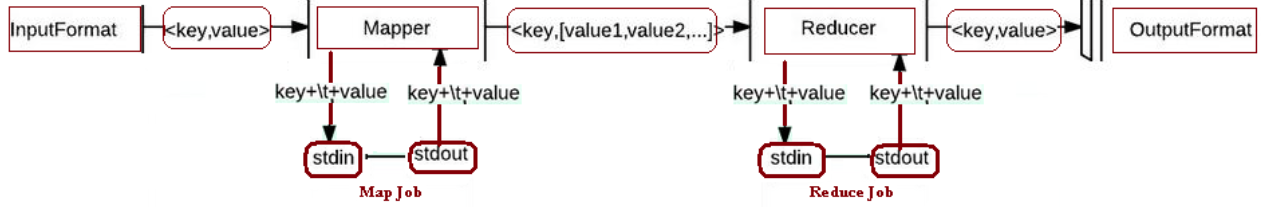 InputFormat
<key,value>
Mapper
<key,[value1,value2,...]>
Reducer
<key,value>
OutputFormat
key+\t+value
key+\t+value
key+\t+value
key+\t+value
stdin
stdout
stdin
stdout
Map Job
Reduce Job